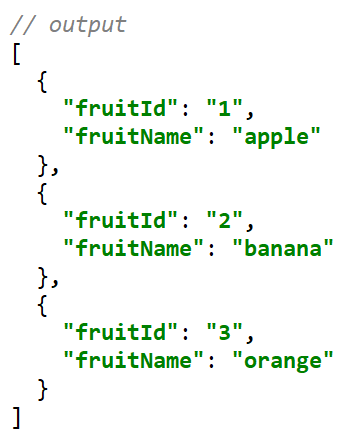 // output
[
  {
    "fruitId": "1",
    "fruitName": "apple"
  },
  {
    "fruitId": "2",
    "fruitName": "banana"
  },
  {
    "fruitId": "3",
    "fruitName": "orange"
  }
]